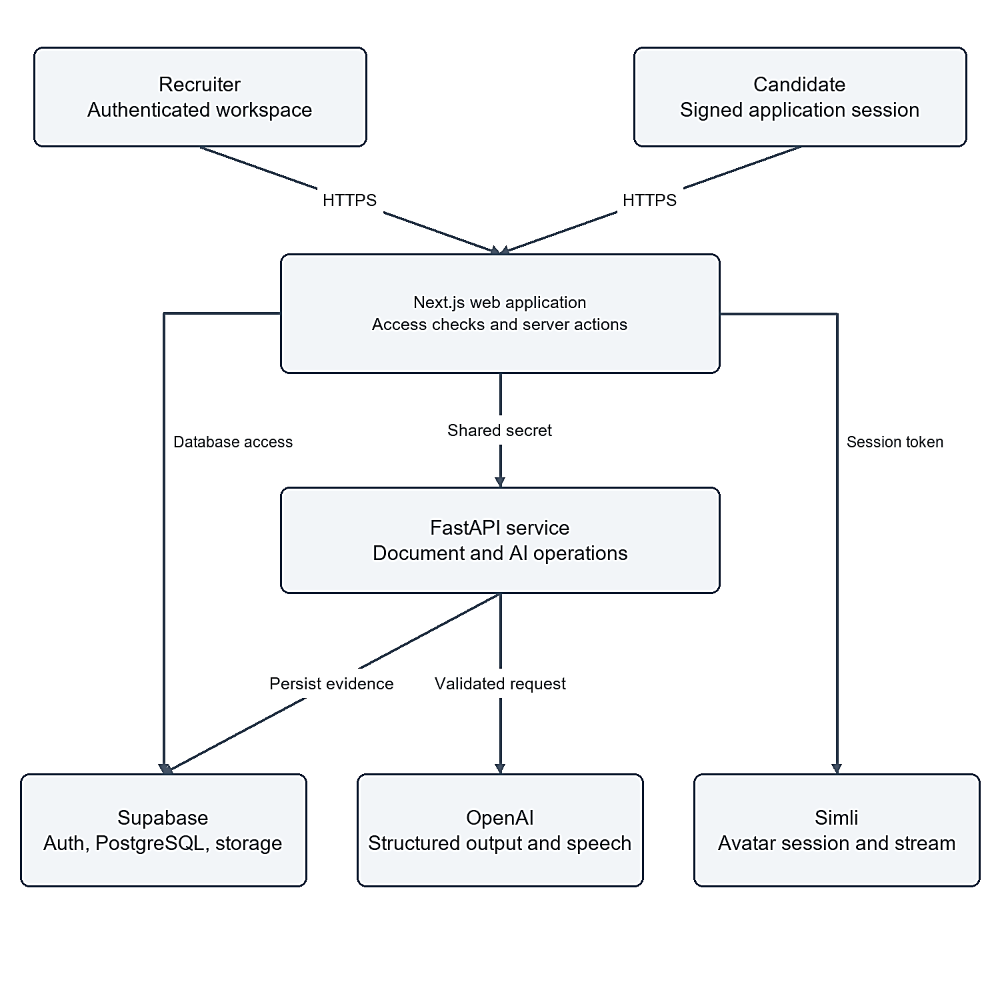 Recruiter
Authenticated workspace
Candidate
Signed application session
HTTPS
HTTPS
Next.js web application
Access checks and server actions
Shared secret
Database access
Session token
FastAPI service
Document and AI operations
Persist evidence
Validated request
Supabase
Auth, PostgreSQL, storage
OpenAI
Structured output and speech
Simli
Avatar session and stream